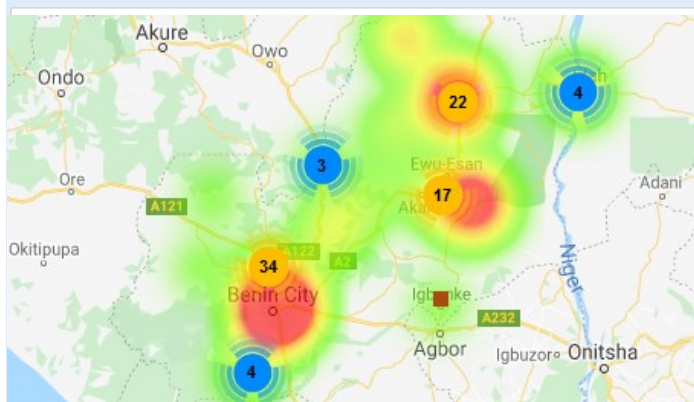 Akure
Owo
Ondo
22
4
3
Ewu-Esan
Ore
17
Adani
A121
Okitipupa
A122
A2
34
Niger
Benin City
A232
Agbor
Igbuzor
Onitsha
4